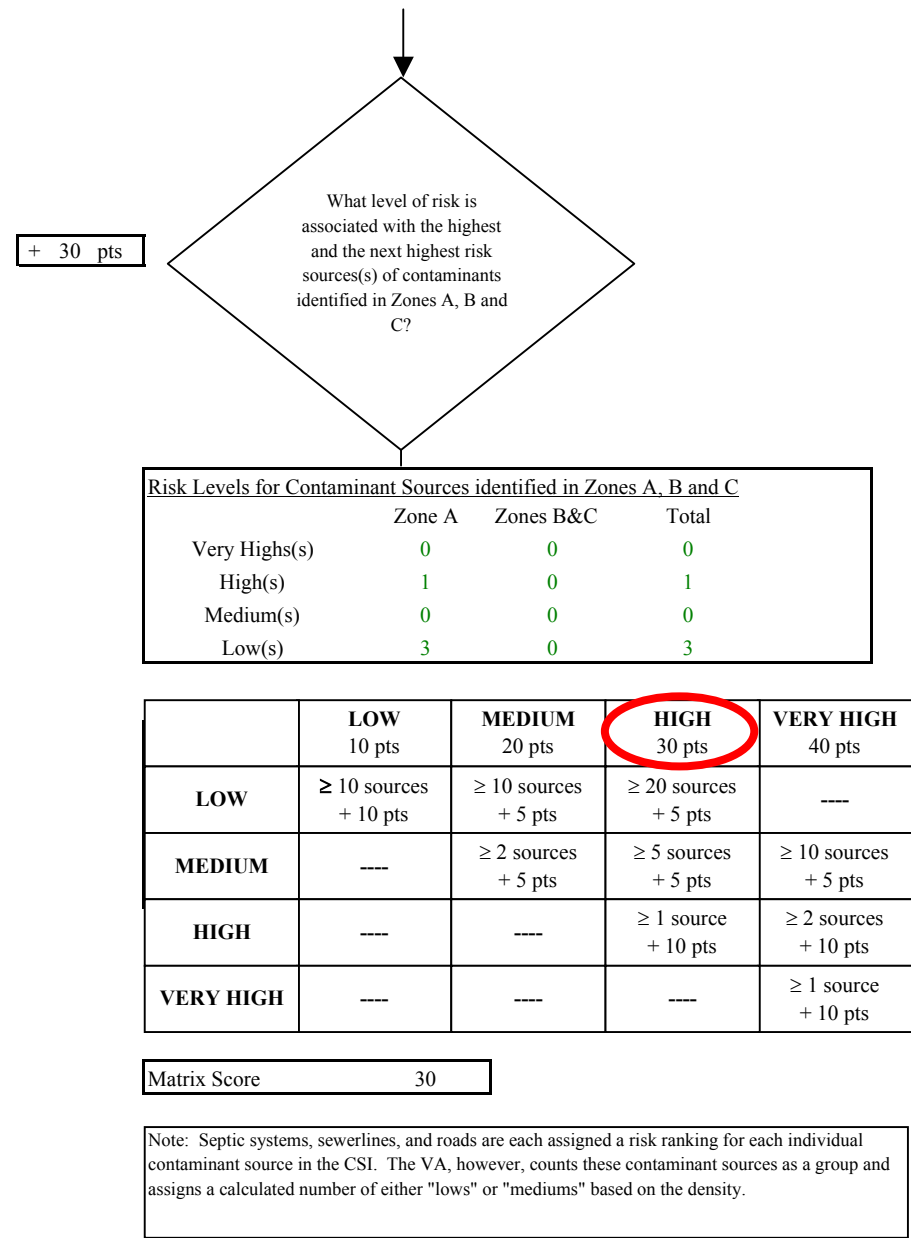 What level of risk is
associated with the highest
and the next highest risk
sources(s) of contaminants
identified in Zones A, B and
C?
+ 30 pts
Risk Levels for Contaminant Sources identified in Zones A, B and C
Zone A Zones B&C Total
Very Highs(s) 0 0 0
High(s) 1 0 1
Medium(s) 0 0 0
Low(s) 3 0 3
LOW MEDIUM HIGH VERY HIGH
10 pts 20 pts 30 pts 40 pts
LOW ≥ 10 sources ≥ 10 sources ≥ 20 sources ----
+ 10 pts + 5 pts + 5 pts
MEDIUM ---- ≥ 2 sources ≥ 5 sources ≥ 10 sources
+ 5 pts + 5 pts + 5 pts
HIGH ---- ---- ≥ 1 source ≥ 2 sources
+ 10 pts + 10 pts
VERY HIGH ---- ---- ---- ≥ 1 source
+ 10 pts
Matrix Score 30
Note: Septic systems, sewerlines, and roads are each assigned a risk ranking for each individual
contaminant source in the CSI. The VA, however, counts these contaminant sources as a group and
assigns a calculated number of either "lows" or "mediums" based on the density.